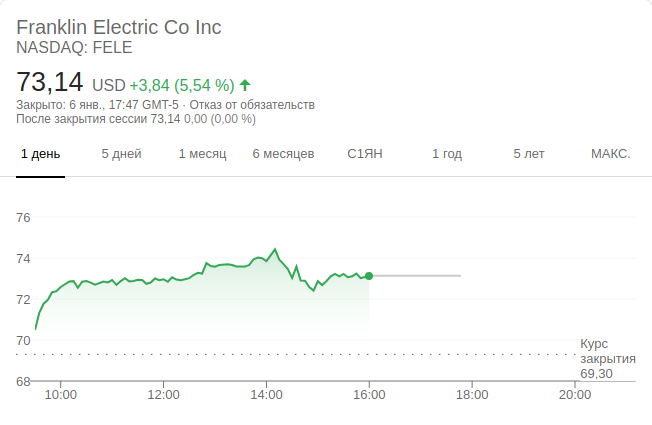 Franklin Electric Co Inc
NASDAQ: FELE
73,14 USD +3,84 (5,54 %)
Закрыто: 6 янв., 17:47 GMT-5 · Отказ от обязательств
После закрытия сессии 73,14 0,00 (0,00 %)
1 день 5 дней 1 месяц 6 месяцев С1ЯН 1 год 5 лет МАКС.
76
74
72
70
Курс
закрытия
69,30
68
10:00 12:00 14:00 16:00 18:00 20:00